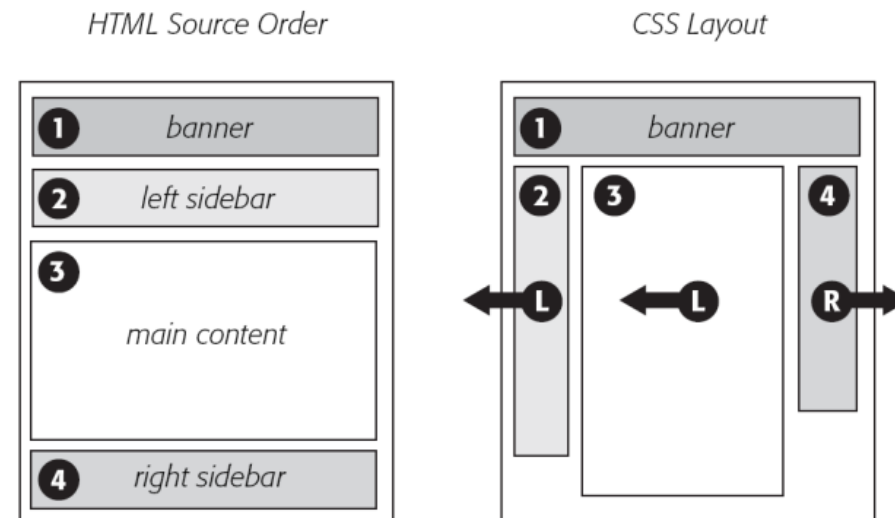 HTML Source Order
1 banner
2 left sidebar
3
main content
4 right sidebar
CSS Layout
1 banner
2 3 4
L L R